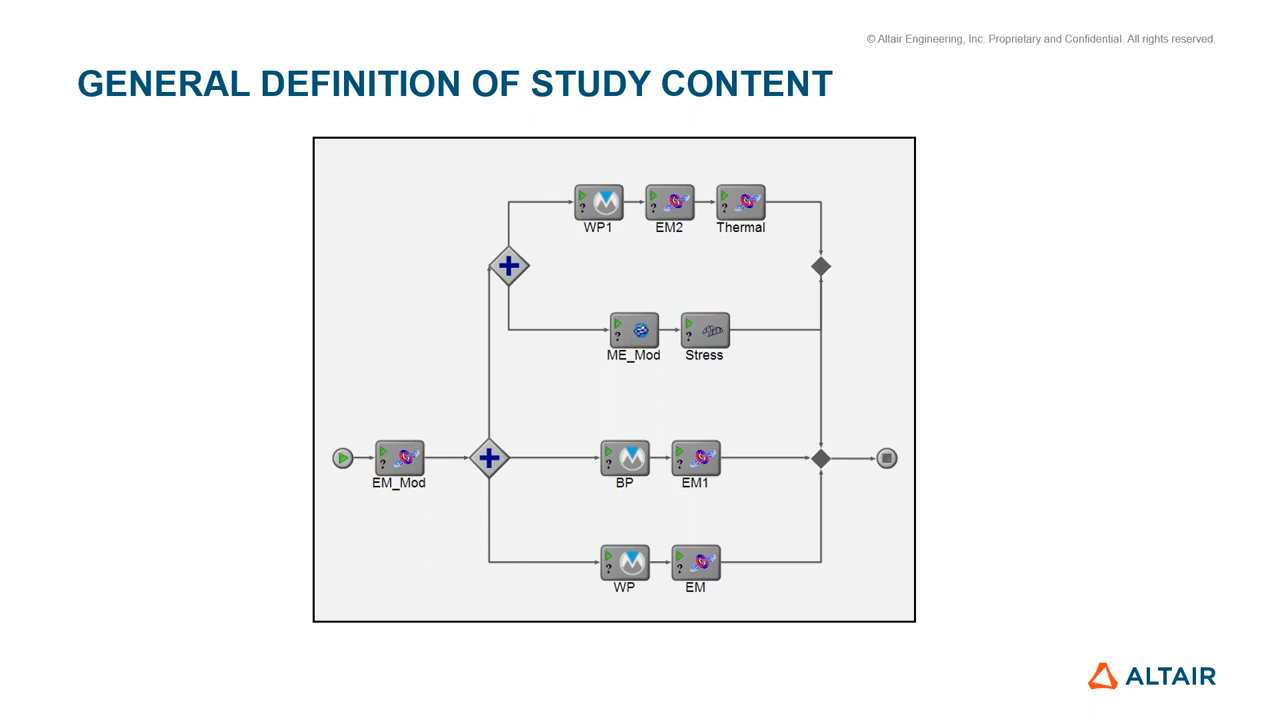 © Altair Engineering, Inc. Proprietary and Confidential. All rights reserved.
GENERAL DEFINITION OF STUDY CONTENT
? ? ?
WP1 EM2 Thermal
? ?
ME_Mod Stress
? ? ?
EM_Mod BP EM1
? ?
WP EM
ALTAIR